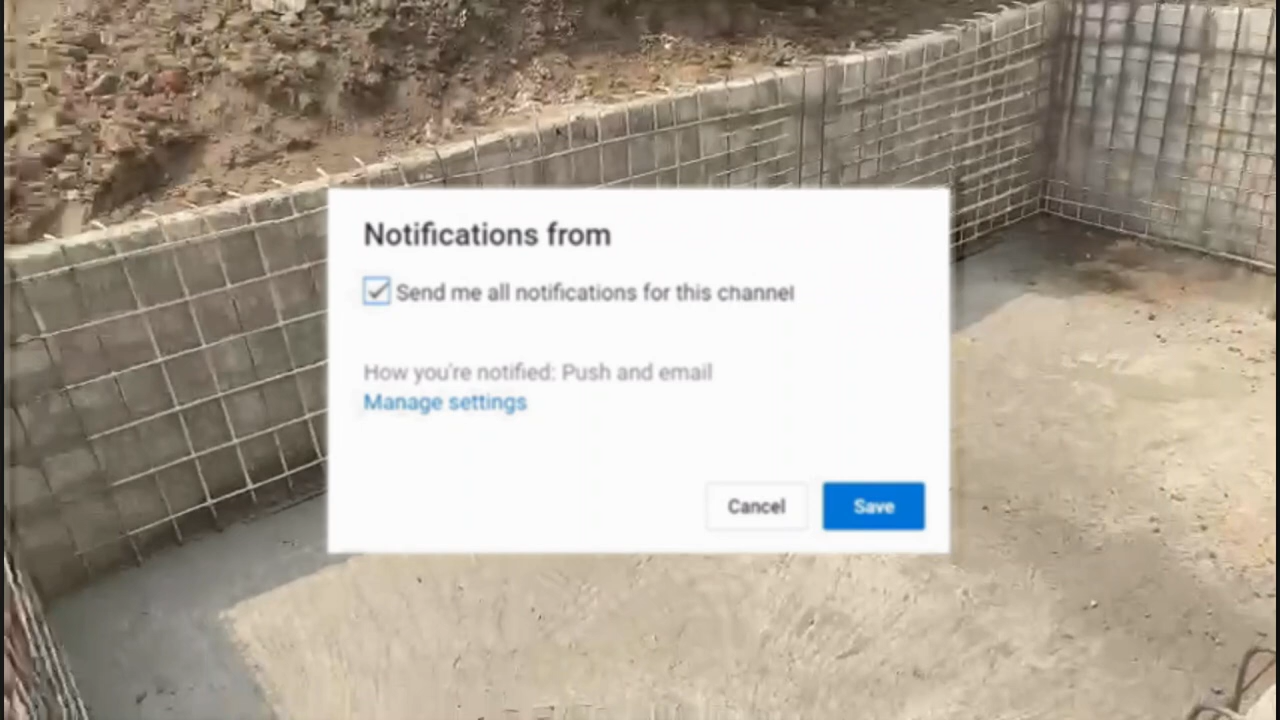 Notifications from
Send me all notifications for this channel
How you're notified: Push and email
Manage settings
Cancel
Save